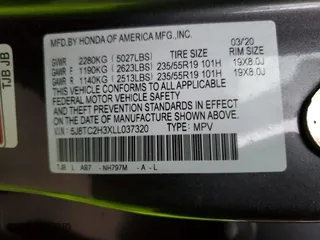 MFD.BY HONDA OF AMERICA MFG.,INC. 03/20
GVWR 2280KG (5027LBS) TIRE SIZE RIM SIZE
GAWR F 1190KG (2623LBS) 235/55R19 101H 19X8.0J
GAWR R 1140KG (2513LBS) 235/55R19 101H 19X8.0J
THIS VEHICLE CONFORMS TO ALL APPLICABLE
FEDERAL MOTOR VEHICLE SAFETY AND
THEFT PREVENTION STANDARDS IN EFFECT ON THE
DATE OF MANUFACTURE SHOWN ABOVE.
5J8TC2H3XLL037320 TYPE: MPV
TJB L AB7 - NH797M - A - L
TJB JB